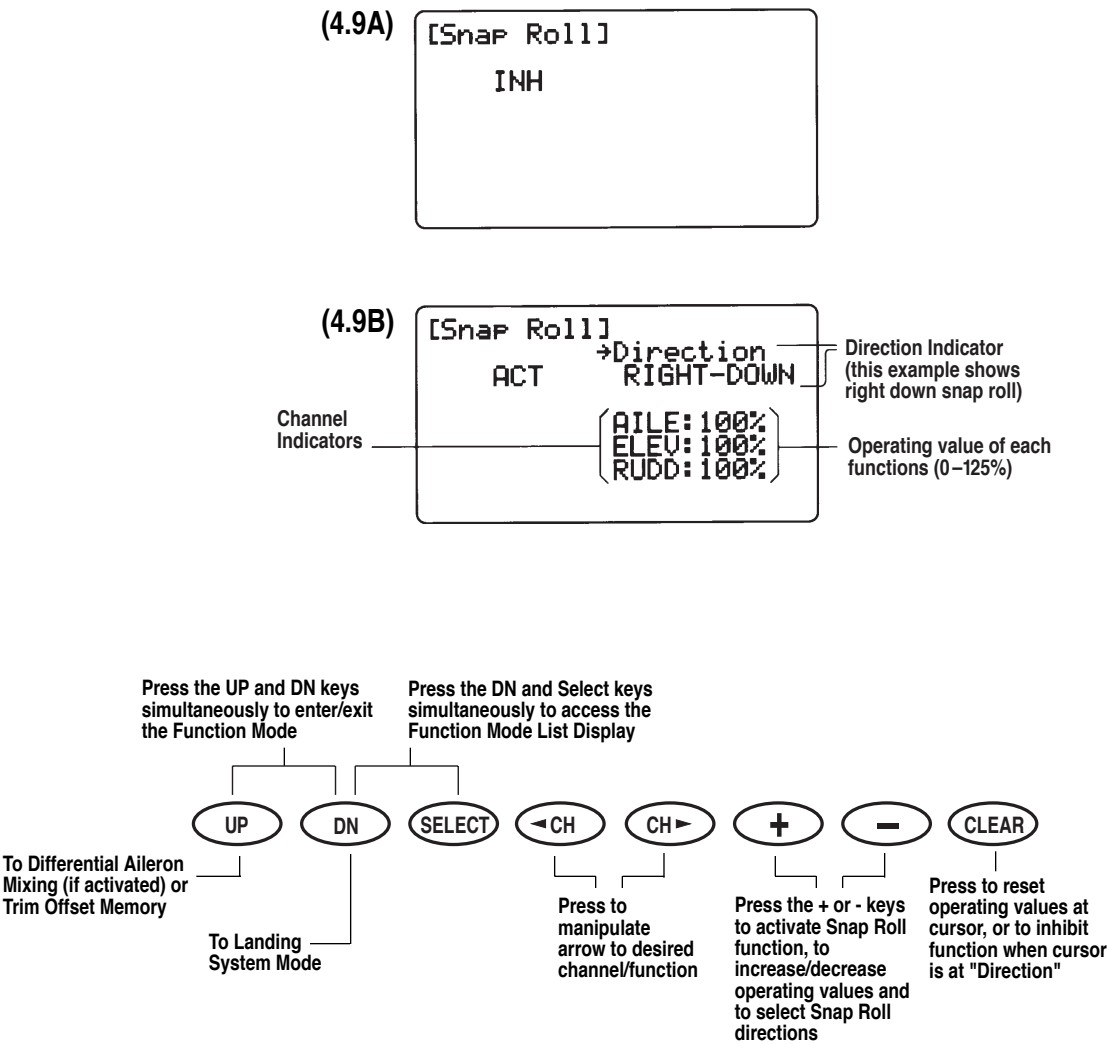 (4.9A)
[Snap Roll]
INH
(4.9B)
[Snap Roll]
→Direction
ACT RIGHT-DOWN
AILE:100%
ELEV:100%
RUDD:100%
Direction Indicator
(this example shows
right down snap roll)
Channel
Indicators
Operating value of each
functions (0–125%)
Press the UP and DN keys
simultaneously to enter/exit
the Function Mode
Press the DN and Select keys
simultaneously to access the
Function Mode List Display
UP
DN
SELECT
◄CH
CH►
+
–
CLEAR
To Differential Aileron
Mixing (if activated) or
Trim Offset Memory
To Landing
System Mode
Press to
manipulate
arrow to desired
channel/function
Press the + or - keys
to activate Snap Roll
function, to
increase/decrease
operating values and
to select Snap Roll
directions
Press to reset
operating values at
cursor, or to inhibit
function when cursor
is at "Direction"